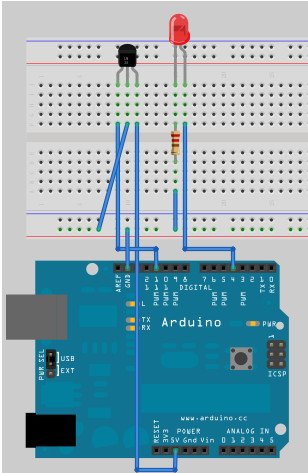 AREF
GND
13
12
11
10
9
8
7
6
5
4
3
2
1
0
PWM
PWM
PWM
PWM
PWM
PWM
TX
RX
DIGITAL
L
TX
RX
Arduino
PWR
PWR SEL
USB
EXT
1
ICSP
www.arduino.cc
POWER
ANALOG IN
RESET
3V3
5V
Gnd
Vin
0 1 2 3 4 5